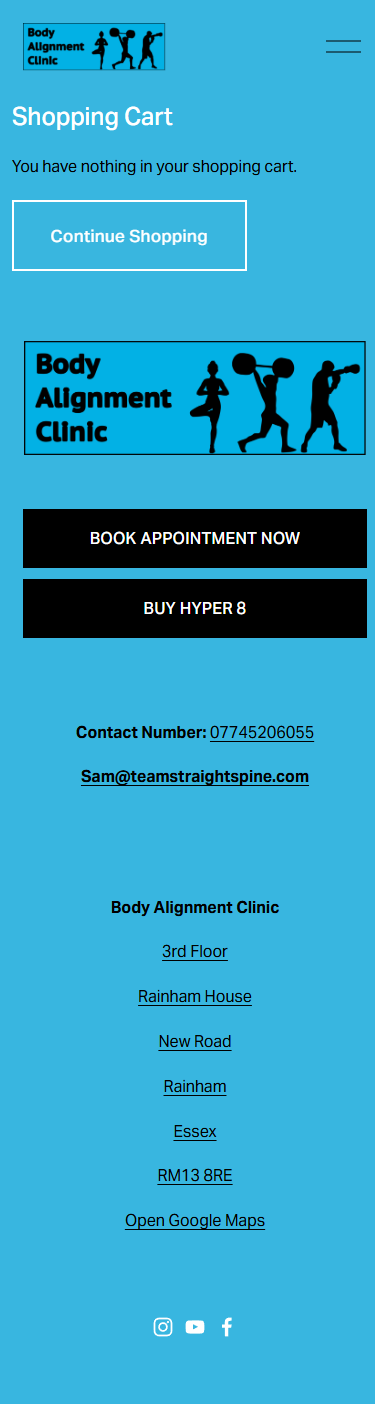 Body
Alignment
Clinic
Shopping Cart
You have nothing in your shopping cart.
Continue Shopping
Body
Alignment
Clinic
BOOK APPOINTMENT NOW
BUY HYPER 8
Contact Number: 07745206055
Sam@teamstraightspine.com
Body Alignment Clinic
3rd Floor
Rainham House
New Road
Rainham
Essex
RM13 8RE
Open Google Maps